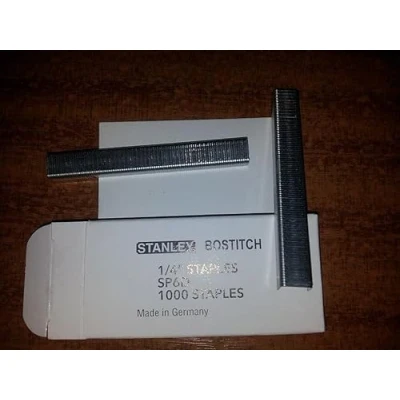 STANLEY BOSTITCH
1/4" STAPLES
1000 STAPLES
Made in Germany